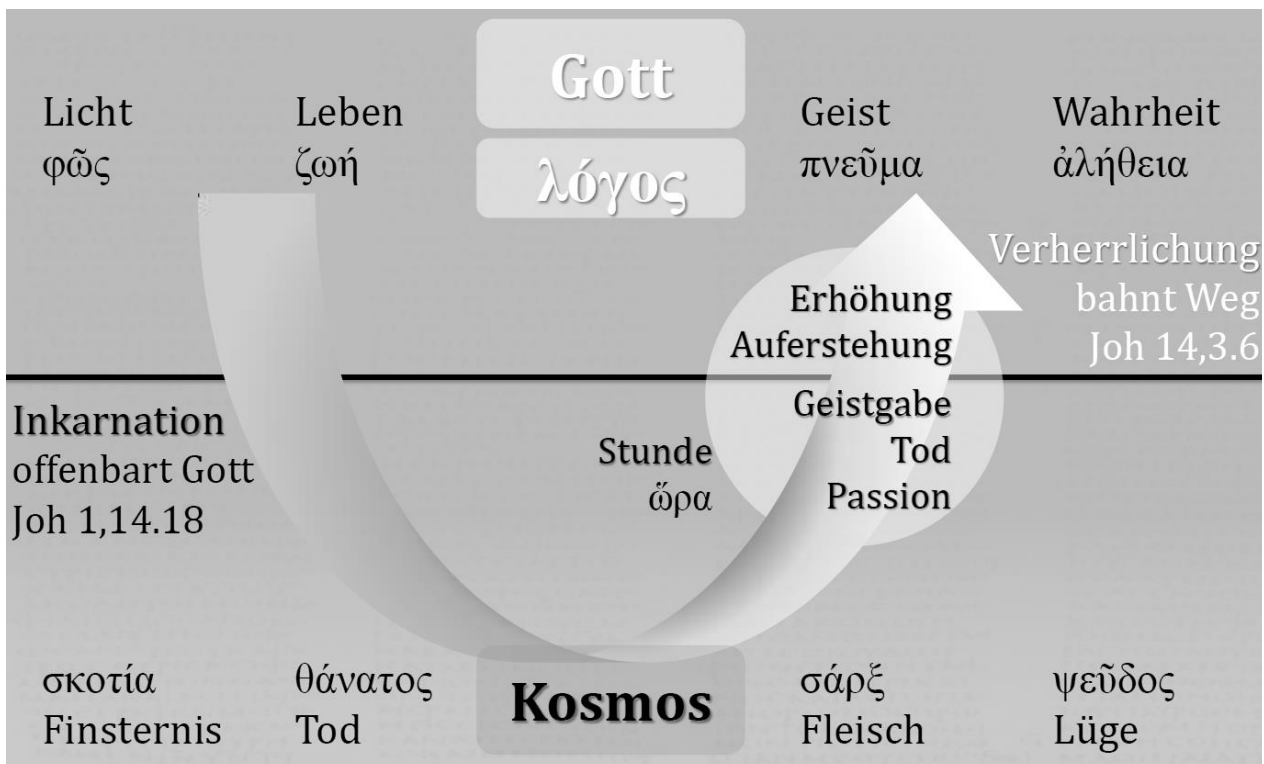 Gott
Licht
φῶς
Leben
ζωή
λόγος
Geist
πνεῦμα
Wahrheit
ἀλήθεια
Verherrlichung
bahnt Weg
Joh 14,3.6
Erhöhung
Auferstehung
Inkarnation
offenbart Gott
Joh 1,14.18
Stunde
ὥρα
Geistgabe
Tod
Passion
σκοτία
Finsternis
θάνατος
Tod
Kosmos
σάρξ
Fleisch
ψεῦδος
Lüge